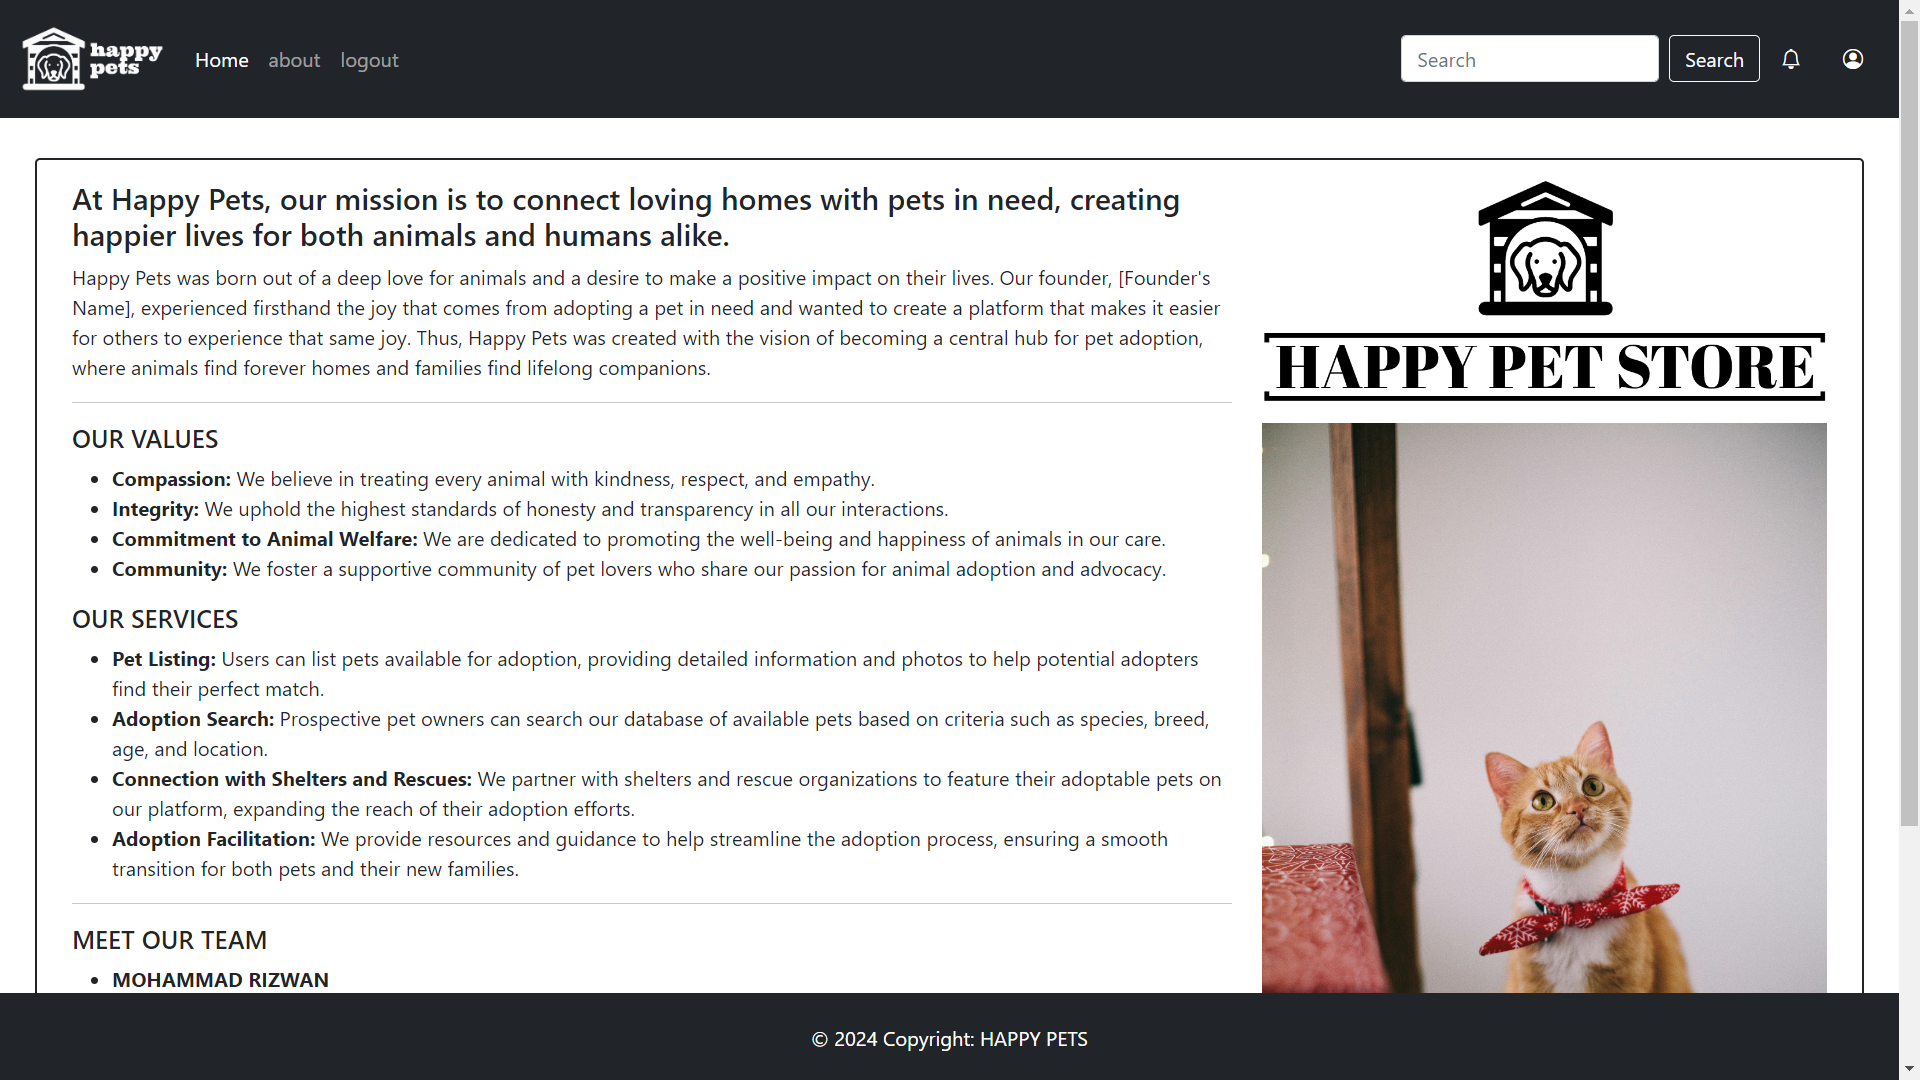 happy
pets
Home about logout
Search
Search
At Happy Pets, our mission is to connect loving homes with pets in need, creating
happier lives for both animals and humans alike.
Happy Pets was born out of a deep love for animals and a desire to make a positive impact on their lives. Our founder, [Founder's
Name], experienced firsthand the joy that comes from adopting a pet in need and wanted to create a platform that makes it easier
for others to experience that same joy. Thus, Happy Pets was created with the vision of becoming a central hub for pet adoption,
where animals find forever homes and families find lifelong companions.
OUR VALUES
• Compassion: We believe in treating every animal with kindness, respect, and empathy.
• Integrity: We uphold the highest standards of honesty and transparency in all our interactions.
• Commitment to Animal Welfare: We are dedicated to promoting the well-being and happiness of animals in our care.
• Community: We foster a supportive community of pet lovers who share our passion for animal adoption and advocacy.
OUR SERVICES
• Pet Listing: Users can list pets available for adoption, providing detailed information and photos to help potential adopters
find their perfect match.
• Adoption Search: Prospective pet owners can search our database of available pets based on criteria such as species, breed,
age, and location.
• Connection with Shelters and Rescues: We partner with shelters and rescue organizations to feature their adoptable pets on
our platform, expanding the reach of their adoption efforts.
• Adoption Facilitation: We provide resources and guidance to help streamline the adoption process, ensuring a smooth
transition for both pets and their new families.
MEET OUR TEAM
• MOHAMMAD RIZWAN
HAPPY PET STORE
© 2024 Copyright: HAPPY PETS